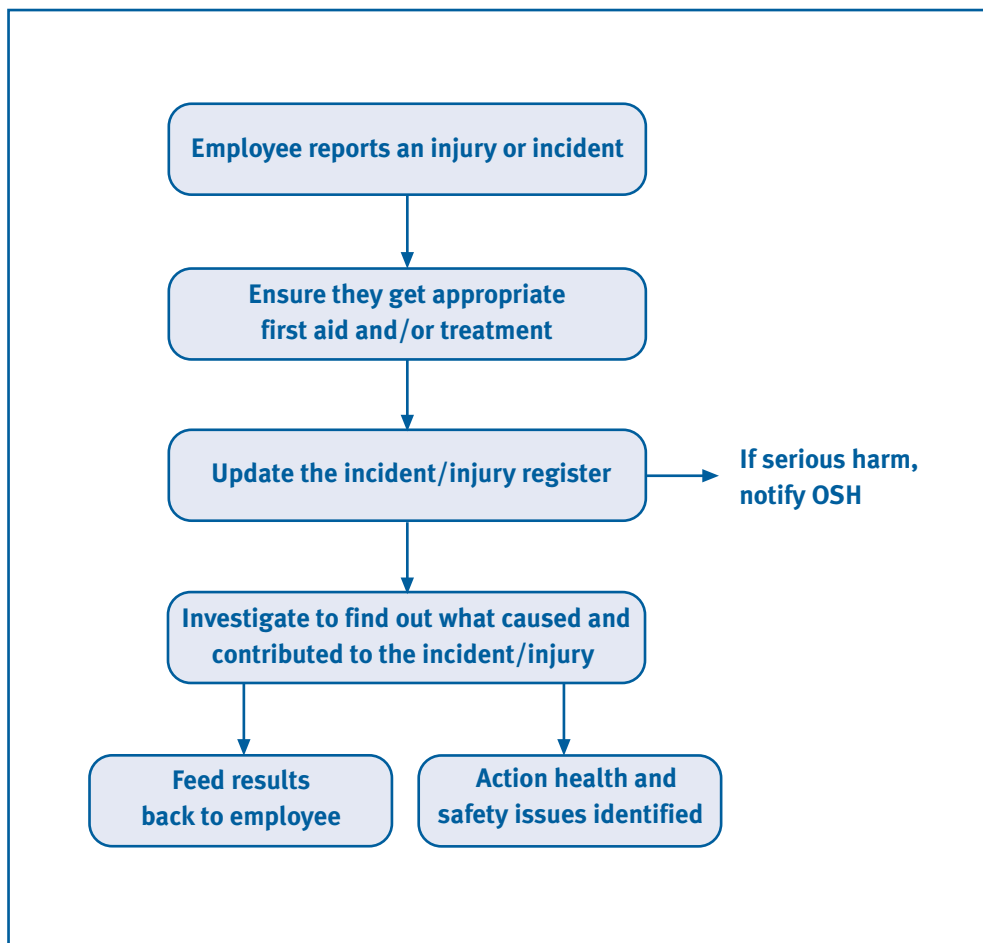 Employee reports an injury or incident
Ensure they get appropriate
first aid and/or treatment
Update the incident/injury register
If serious harm,
notify OSH
Investigate to find out what caused and
contributed to the incident/injury
Feed results
back to employee
Action health and
safety issues identified